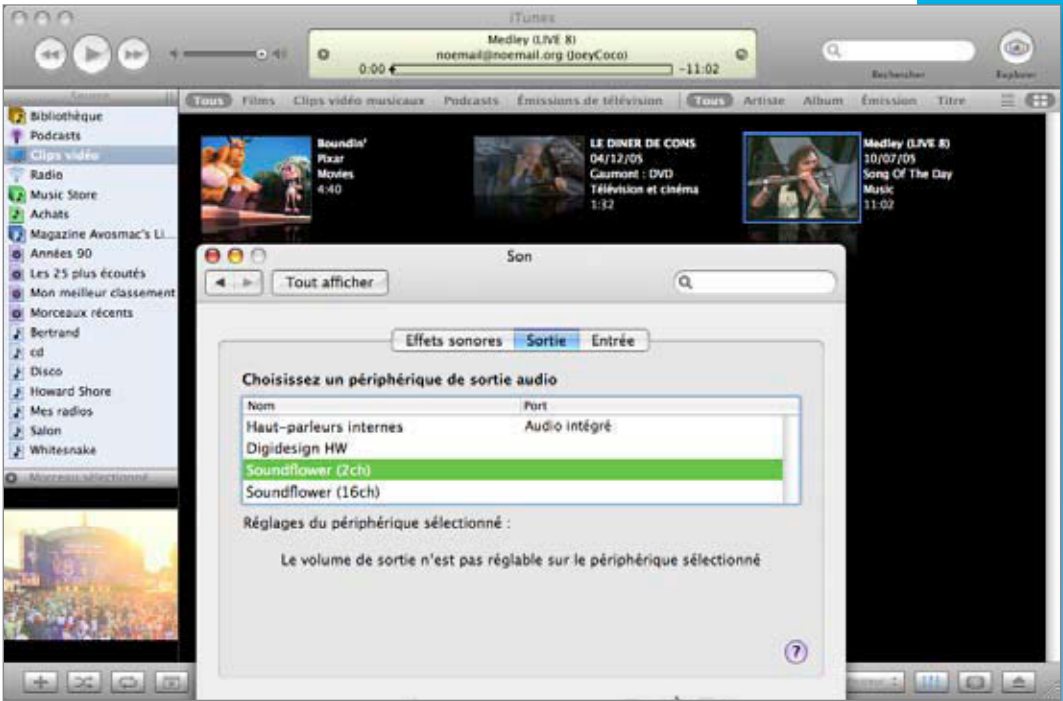 iTunes
Medley (LIVE 8)
noemail@noemail.org (JoeyCoco)
0:00
-11:02
Rechercher
Explorer
Source
Tous Films Clips vidéo musicaux Podcasts Émissions de télévision Tous Artiste Album Émission Titre
Bibliothèque
Podcasts
Clips vidéo
Radio
Music Store
Achats
Magazine Avosmac's Li...
Années 90
Les 25 plus écoutés
Mon meilleur classement
Morceaux récents
Bertrand
cd
Disco
Howard Shore
Mes radios
Salon
Whitesnake
Morceau sélectionné
Boundin'
Pixar
Movies
4:40
LE DINER DE CONS
04/12/05
Gaumont : DVD
Télévision et cinéma
1:32
Medley (LIVE 8)
10/07/05
Song Of The Day
Music
11:02
Son
Tout afficher
Effets sonores Sortie Entrée
Choisissez un périphérique de sortie audio
Nom Port
Haut-parleurs internes Audio intégré
Digidesign HW
Soundflower (2ch)
Soundflower (16ch)
Réglages du périphérique sélectionné :
Le volume de sortie n'est pas réglable sur le périphérique sélectionné
?